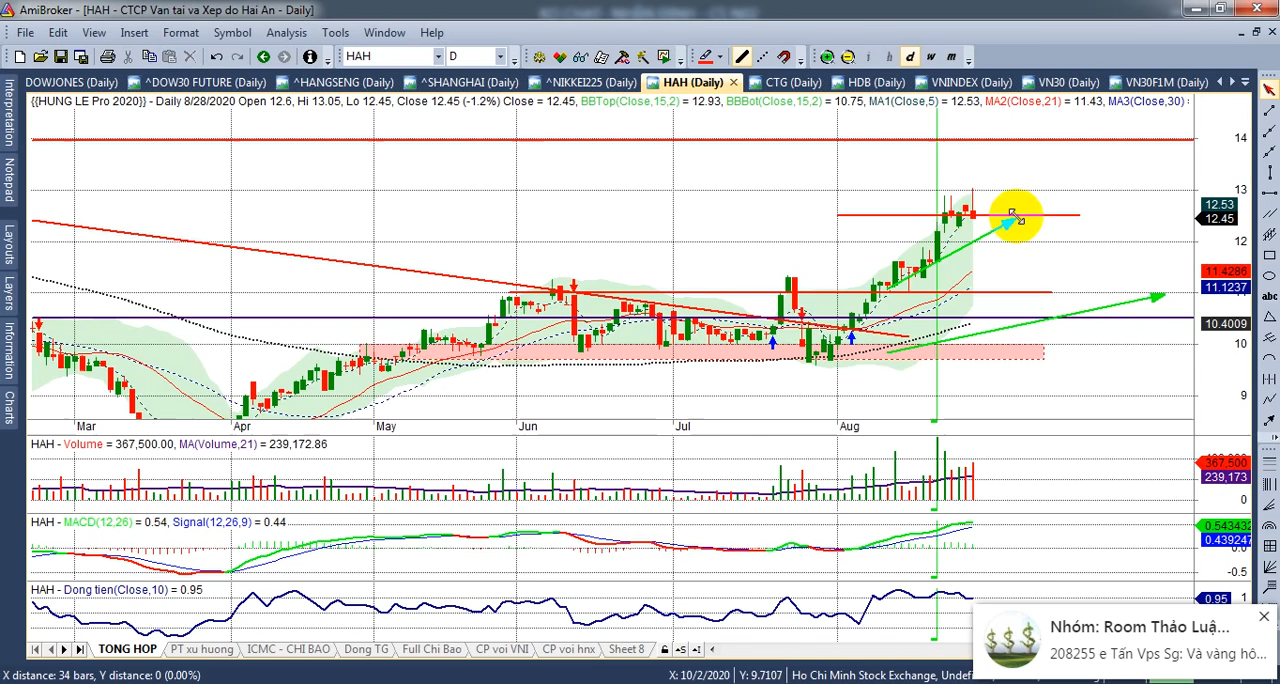 AmiBroker - [HAH - CTCP Van tai va Xep do Hai An - Daily]
File Edit View Insert Format Symbol Analysis Tools Window Help
HAH D i h d w m
DOWJONES (Daily) ^DOW30 FUTURE (Daily) ^HANGSENG (Daily) ^SHANGHAI (Daily) ^NIKKEI225 (Daily) HAH (Daily) CTG (Daily) HDB (Daily) VNINDEX (Daily) VN30 (Daily) VN30F1M (Daily)
{{HUNG LE Pro 2020}} - Daily 8/28/2020 Open 12.6, Hi 13.05, Lo 12.45, Close 12.45 (-1.2%) Close = 12.45, BBTop(Close,15,2) = 12.93, BBBot(Close,15,2) = 10.75, MA1(Close,5) = 12.53, MA2(Close,21) = 11.43, MA3(Close,30) =
Interpretation
Notepad
Layouts
Layers
Information
Charts
abc
14
13
12.53
12.45
12
11.4286
11.1237
10.4009
10
9
Mar Apr May Jun Jul Aug
HAH - Volume = 367,500.00, MA(Volume,21) = 239,172.86
367,500
239,173
0
HAH - MACD(12,26) = 0.54, Signal(12,26,9) = 0.44
0.543432
0.439247
0.0
-0.5
HAH - Dong tien(Close,10) = 0.95
0.95 1
Nhóm: Room Thảo Luậ...
208255 e Tấn Vps Sg: Và vàng hô...
TONG HOP PT xu huong ICMC - CHI BAO Dong TG Full Chi Bao CP voi VNI CP voi hnx Sheet 8
X distance: 34 bars, Y distance: 0 (0.00%) X: 10/2/2020 Y: 9.7107 Ho Chi Minh Stock Exchange, Undef